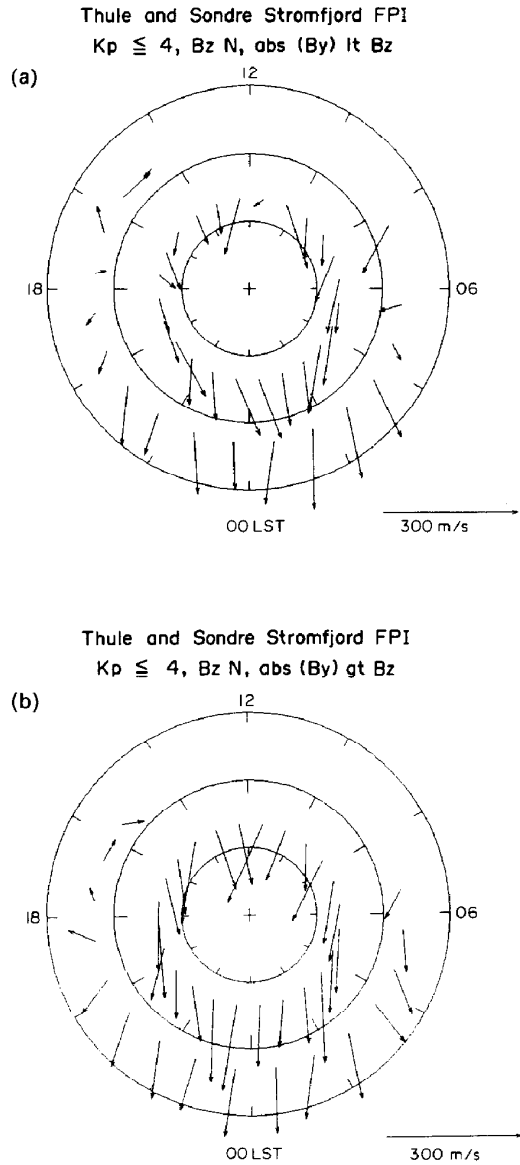 Thule and Sondre Stromfjord FPI
Kp ≦ 4, Bz N, abs (By) lt Bz
(a)
12
18
06
00 LST
300 m/s
Thule and Sondre Stromfjord FPI
Kp ≦ 4, Bz N, abs (By) gt Bz
(b)
12
18
06
00 LST
300 m/s